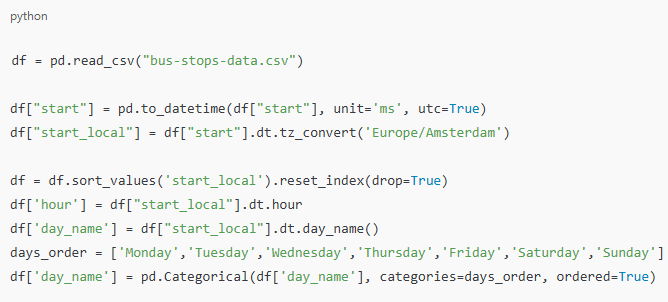 python
df = pd.read_csv("bus-stops-data.csv")
df["start"] = pd.to_datetime(df["start"], unit='ms', utc=True)
df["start_local"] = df["start"].dt.tz_convert('Europe/Amsterdam')
df = df.sort_values('start_local').reset_index(drop=True)
df['hour'] = df["start_local"].dt.hour
df['day_name'] = df["start_local"].dt.day_name()
days_order = ['Monday','Tuesday','Wednesday','Thursday','Friday','Saturday','Sunday']
df['day_name'] = pd.Categorical(df['day_name'], categories=days_order, ordered=True)